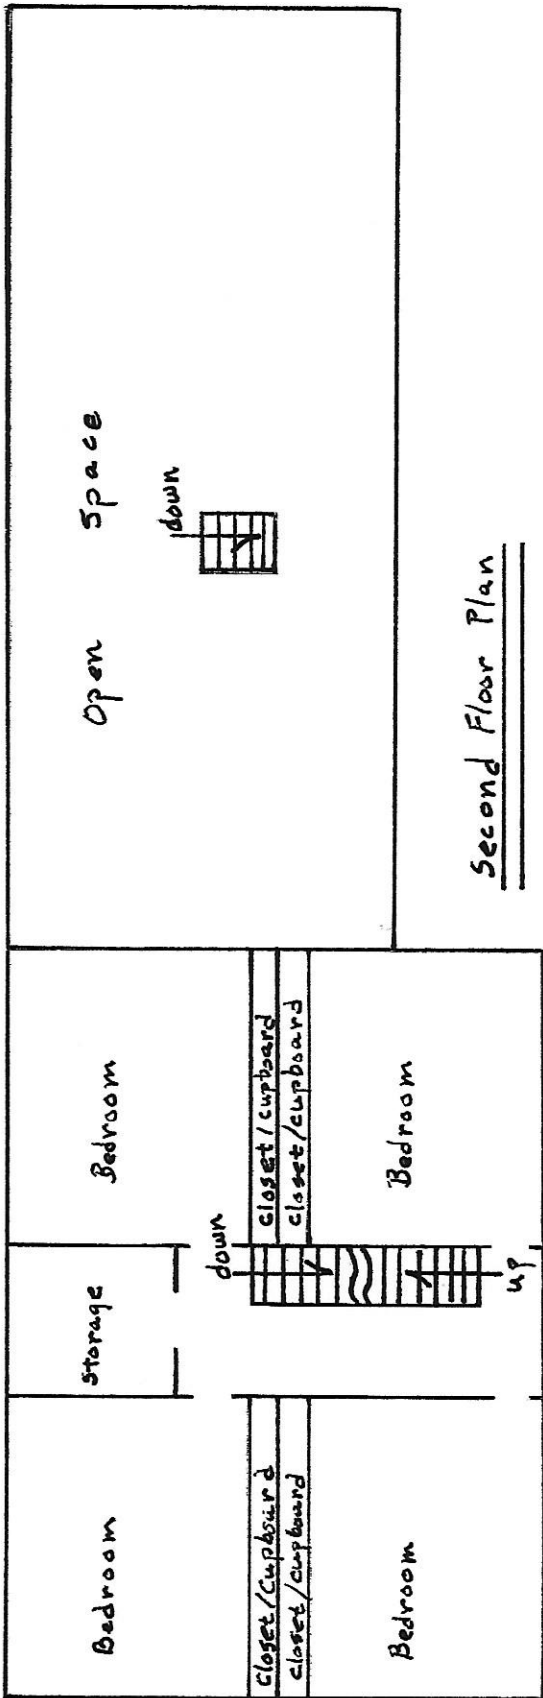 Bedroom
Storage
Bedroom
Open Space
down
down
Closet/Cupboard
closet/cupboard
closet/cupboard
closet/cupboard
Bedroom
up
Bedroom
Second Floor Plan